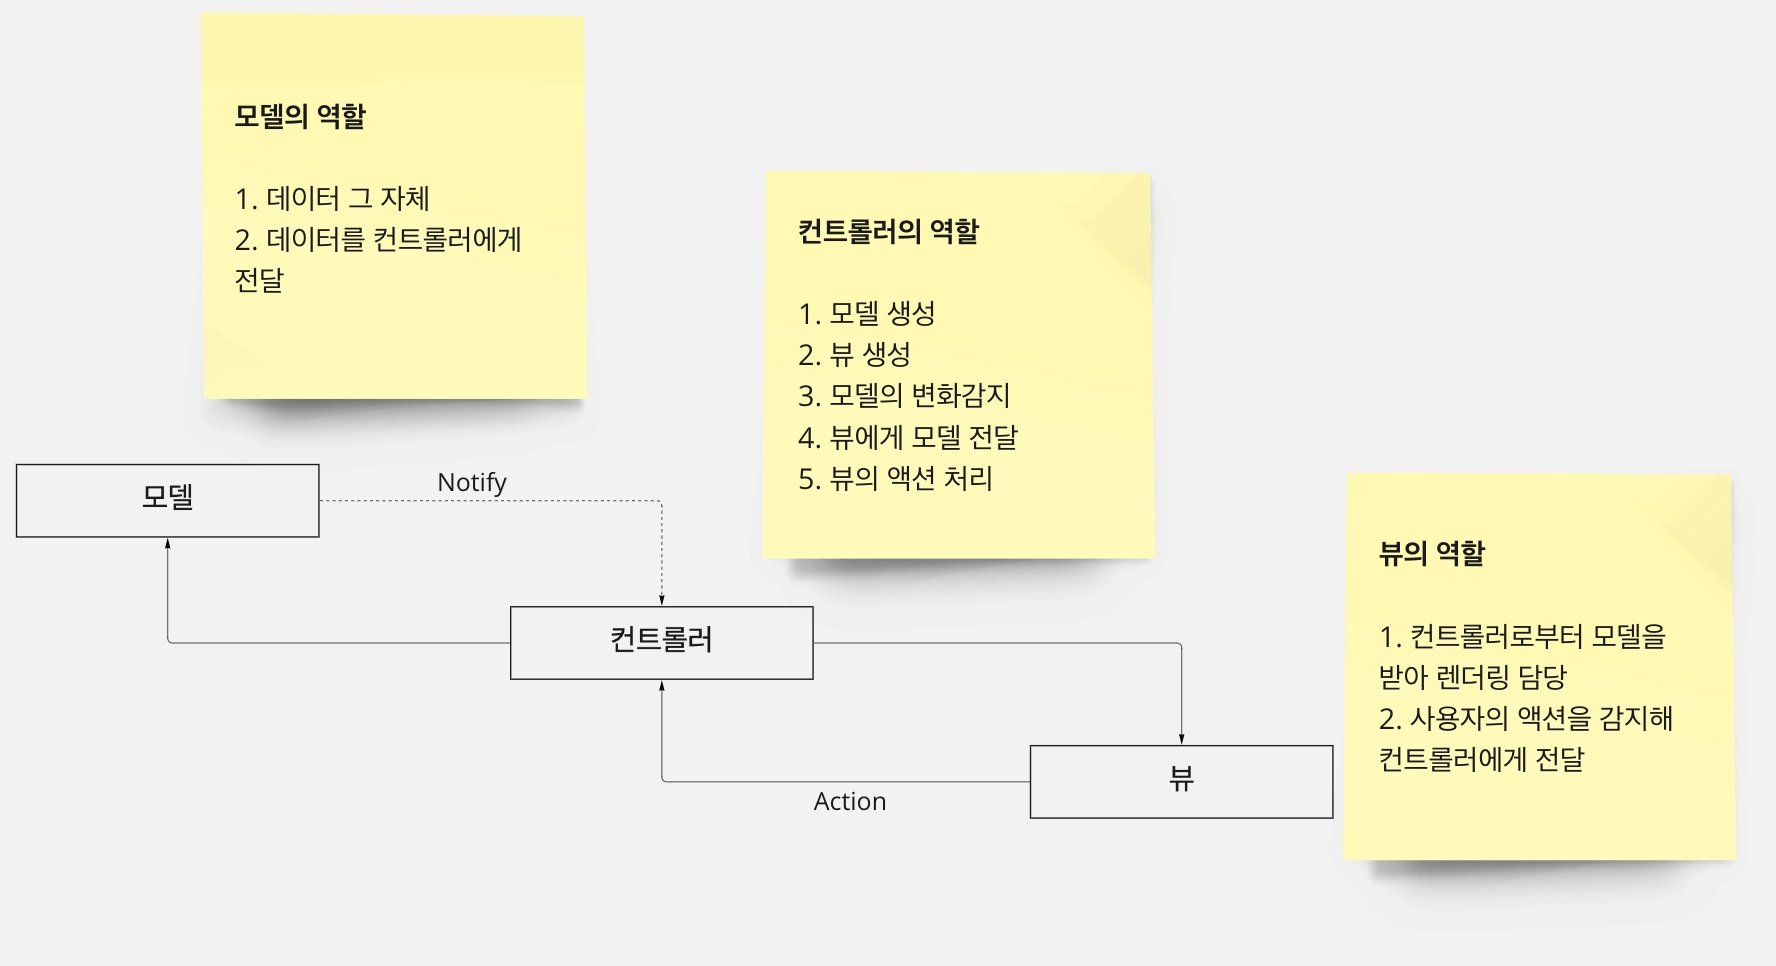 모델의 역할
1. 데이터 그 자체
2. 데이터를 컨트롤러에게
전달
컨트롤러의 역할
1. 모델 생성
2. 뷰 생성
3. 모델의 변화감지
4. 뷰에게 모델 전달
5. 뷰의 액션 처리
모델
Notify
컨트롤러
뷰의 역할
1. 컨트롤러로부터 모델을
받아 렌더링 담당
2. 사용자의 액션을 감지해
컨트롤러에게 전달
뷰
Action